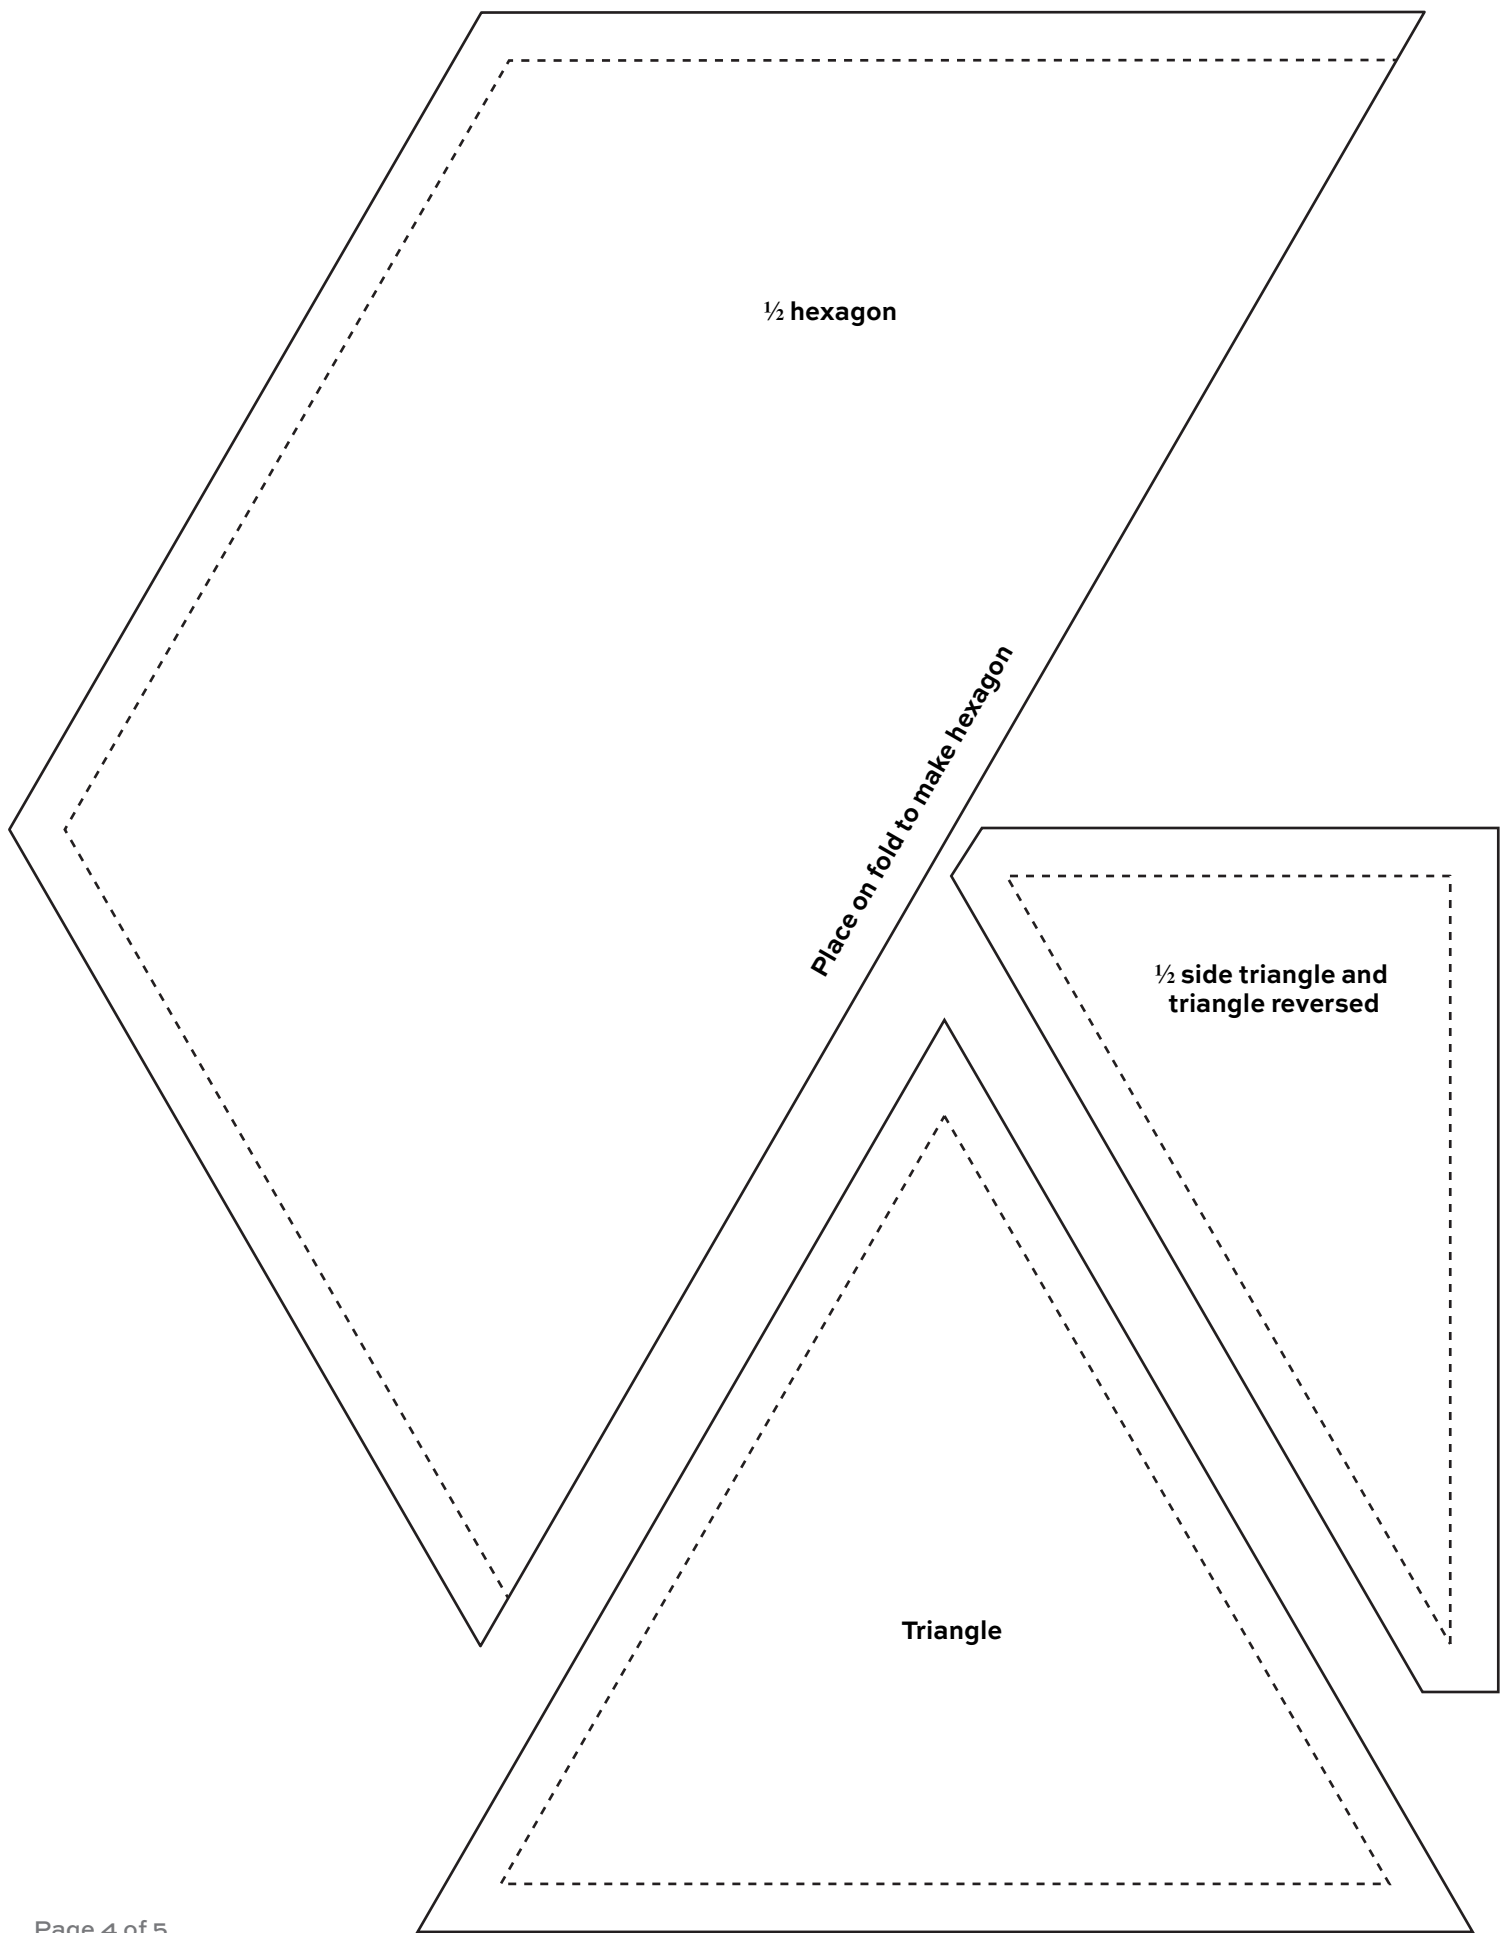 ½ hexagon
Place on fold to make hexagon
½ side triangle and
triangle reversed
Triangle
Page 4 of 5